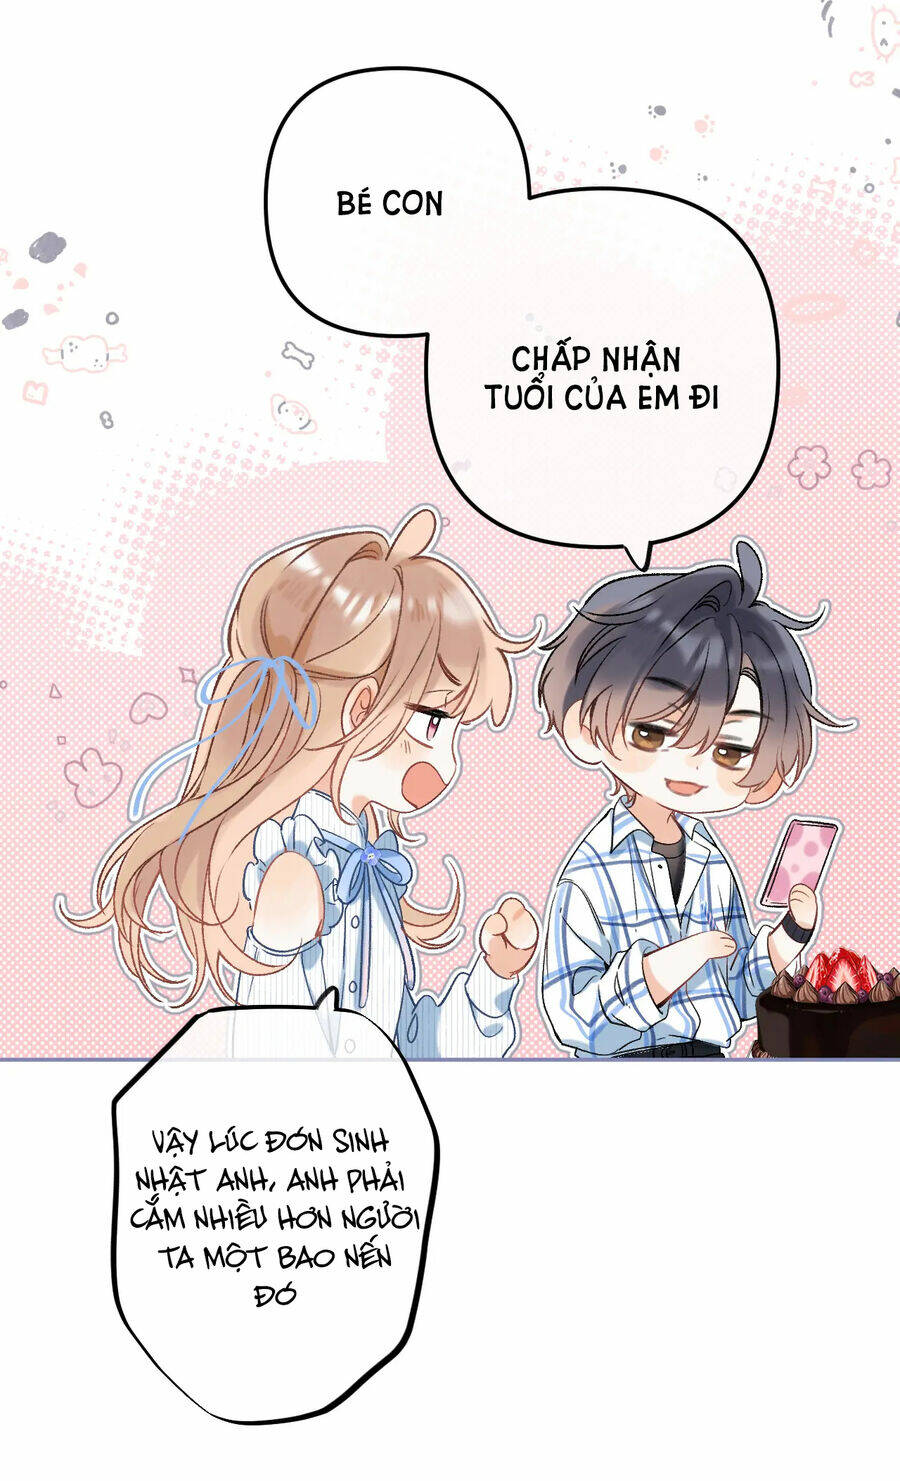 BÉ CON
CHẤP NHẬN
TUỔI CỦA EM ĐI
VẬY LÚC ĐÓN SINH
NHẬT ANH, ANH PHẢI
CẮM NHIỀU HƠN NGƯỜI
TA MỘT BAO NẾN
ĐÓ